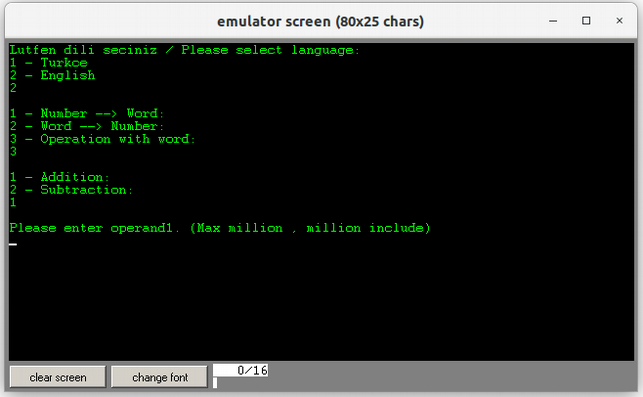 emulator screen (80x25 chars)
Lutfen dili seciniz / Please select language:
1 - Turkce
2 - English
2
1 - Number --> Word:
2 - Word --> Number:
3 - Operation with word:
3
1 - Addition:
2 - Subtraction:
1
Please enter operand1. (Max million , million include)
clear screen
change font
0/16